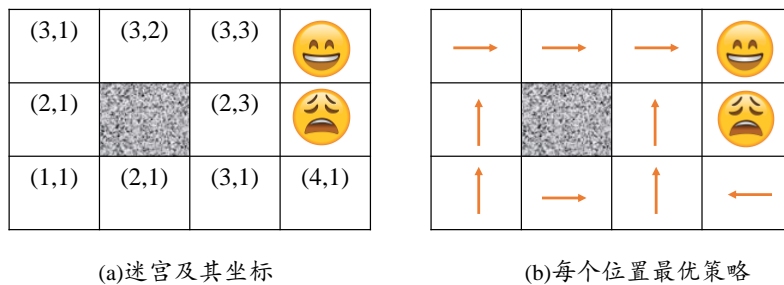 (3,1) (3,2) (3,3)
(2,1) (2,3)
(1,1) (2,1) (3,1) (4,1)
(a)迷宫及其坐标
(b)每个位置最优策略